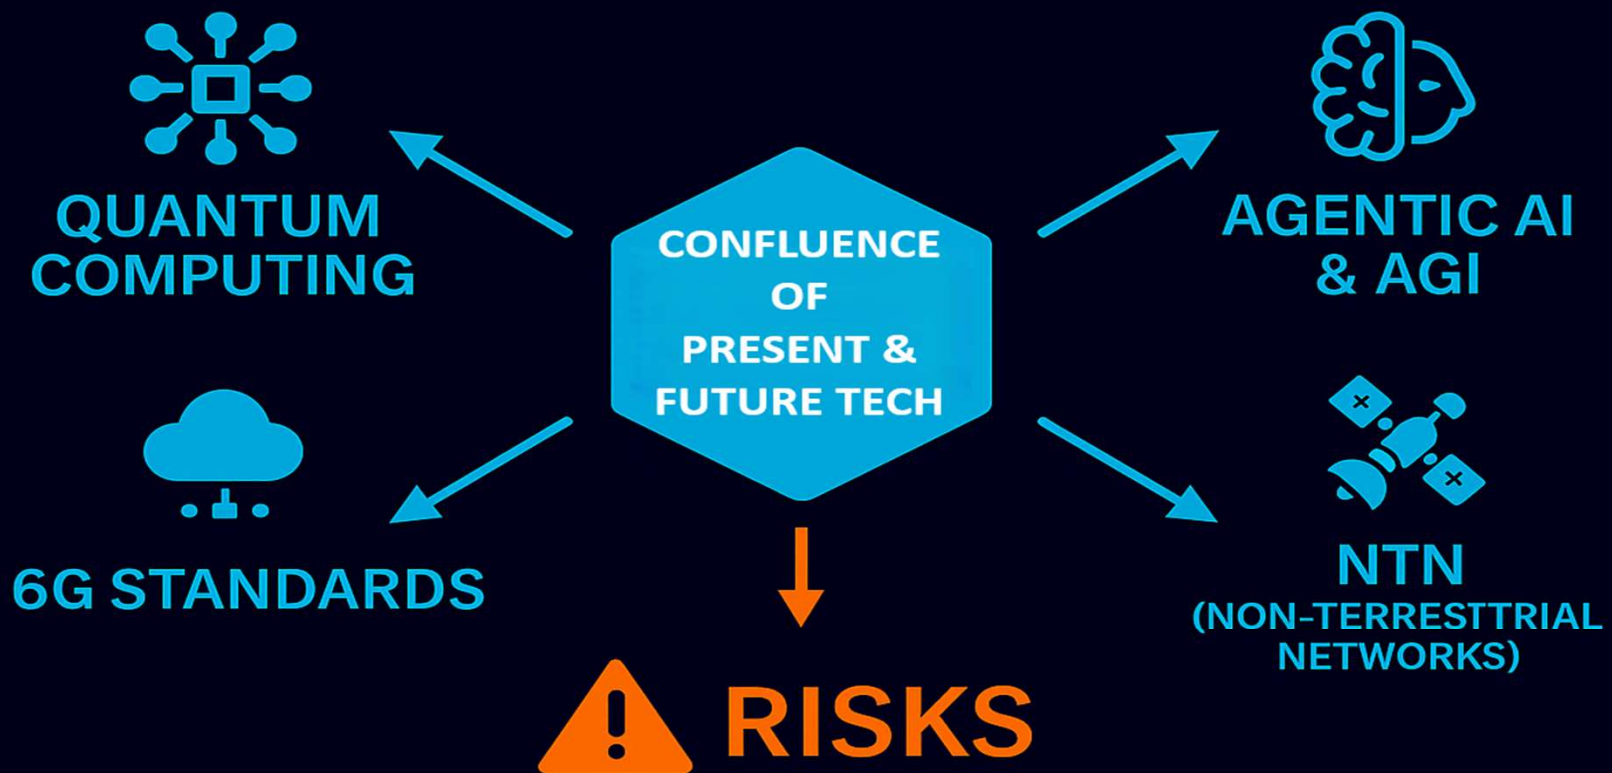 QUANTUM
COMPUTING
AGENTIC AI
& AGI
CONFLUENCE
OF
PRESENT &
FUTURE TECH
6G STANDARDS
NTN
(NON-TERRESTTRIAL
NETWORKS)
RISKS